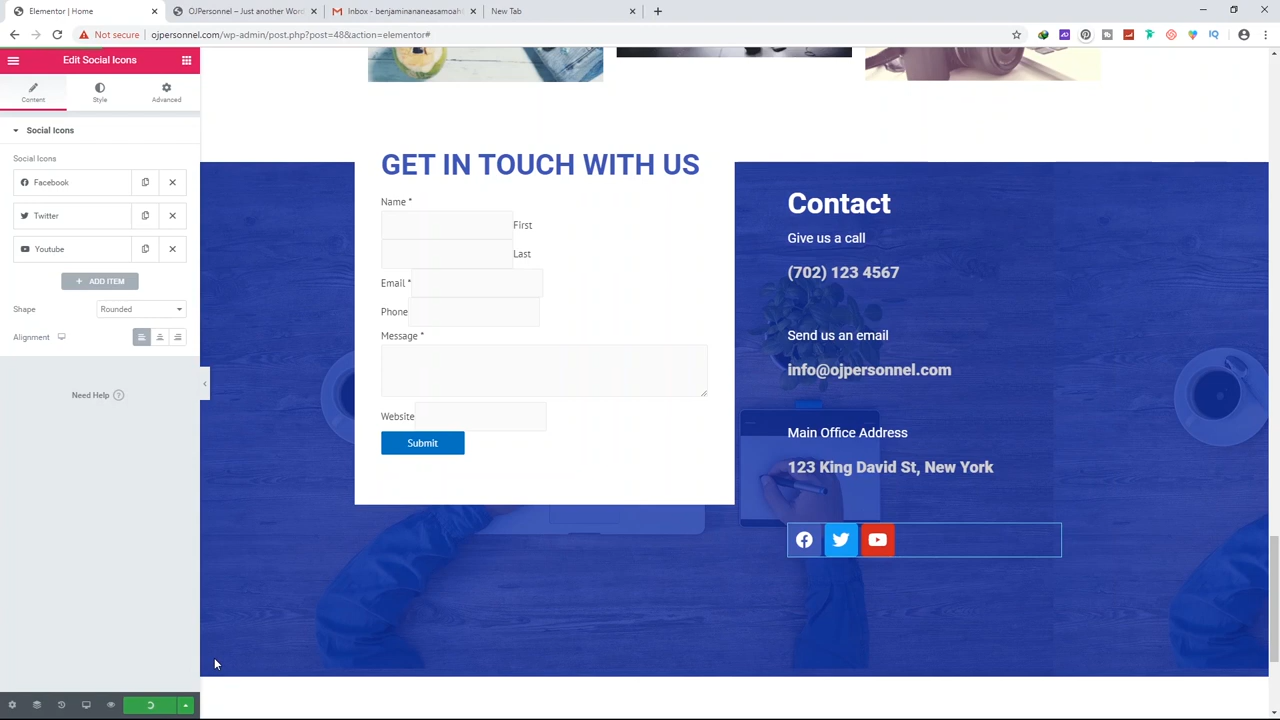 Elementor | Home
OJPersonnel – Just another Word
Inbox - benjaminaneasamoah
New Tab
Not secure
ojpersonnel.com/wp-admin/post.php?post=48&action=elementor#
Edit Social Icons
Content
Style
Advanced
Social Icons
Social Icons
Facebook
Twitter
Youtube
ADD ITEM
Shape
Rounded
Alignment
Need Help
GET IN TOUCH WITH US
Name *
First
Last
Email *
Phone
Message *
Website
Submit
Contact
Give us a call
(702) 123 4567
Send us an email
info@ojpersonnel.com
Main Office Address
123 King David St, New York